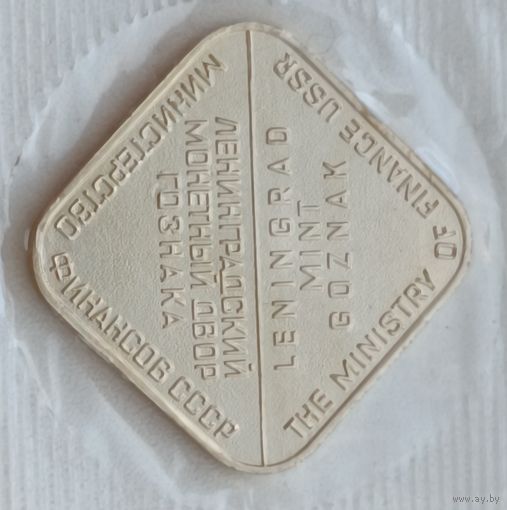 МИНИСТЕРСТВО
ФИНАНСОВ СССР
ЛЕНИНГРАДСКИЙ
МОНЕТНЫЙ ДВОР
ГОЗНАКА
LENINGRAD
MINT
GOZNAK
THE MINISTRY OF FINANCE USSR
www.ay.by